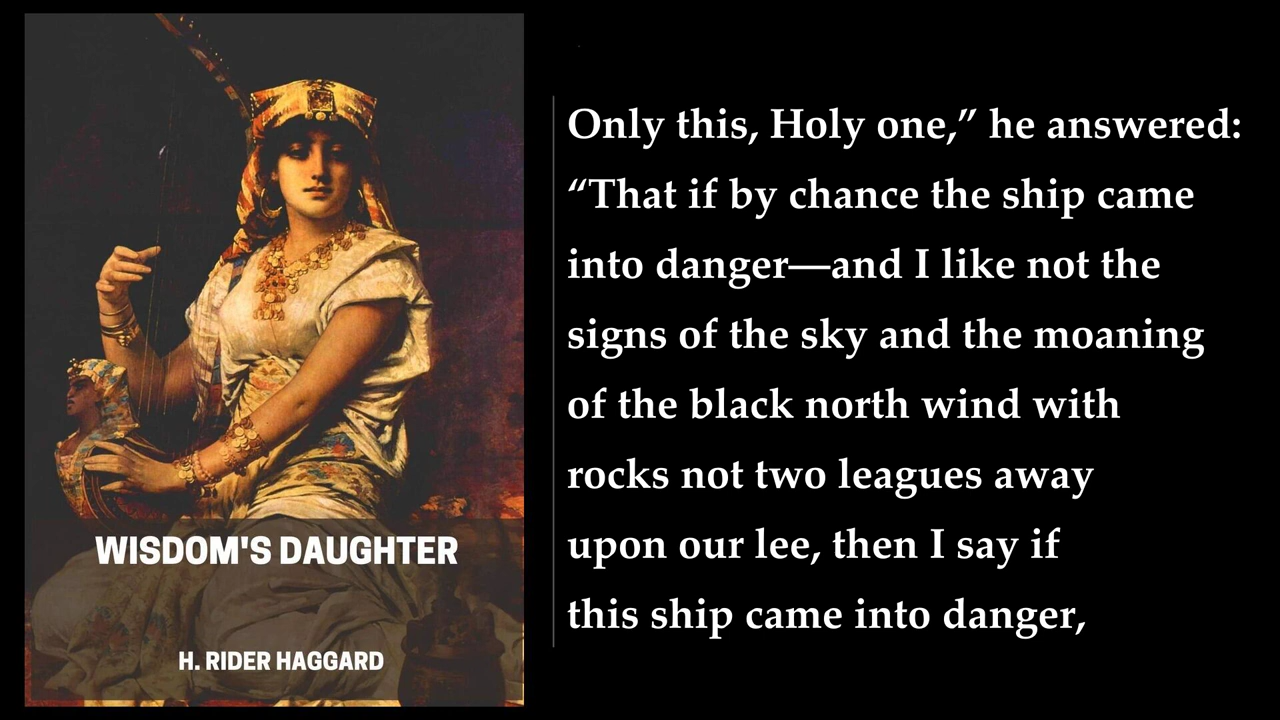 WISDOM'S DAUGHTER
H. RIDER HAGGARD
Only this, Holy one,” he answered:
“That if by chance the ship came
into danger—and I like not the
signs of the sky and the moaning
of the black north wind with
rocks not two leagues away
upon our lee, then I say if
this ship came into danger,